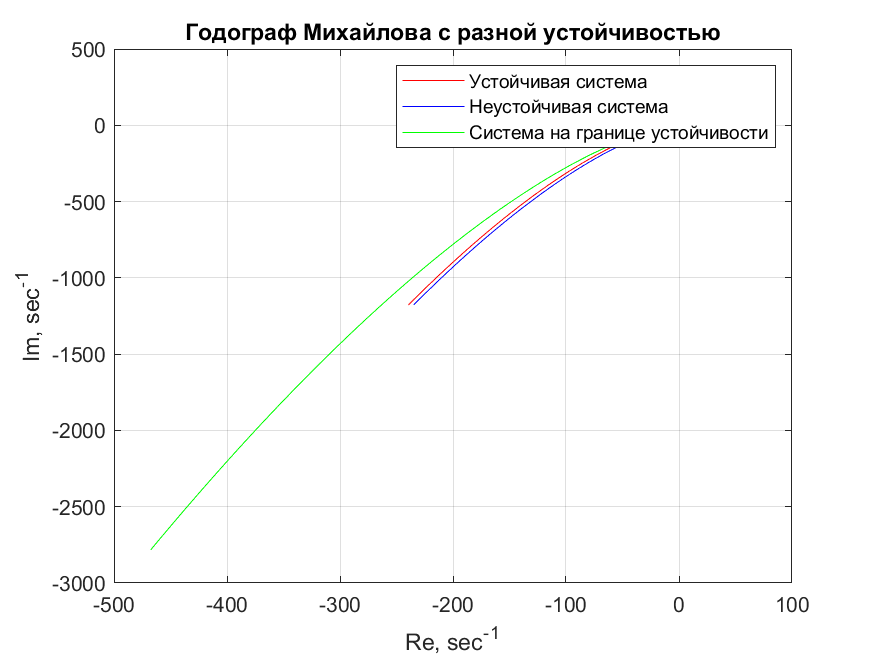 Годограф Михайлова с разной устойчивостью
500
0
-500
-1000
-1500
-2000
-2500
-3000
Im, sec⁻¹
Устойчивая система
Неустойчивая система
Система на границе устойчивости
-500 -400 -300 -200 -100 0 100
Re, sec⁻¹